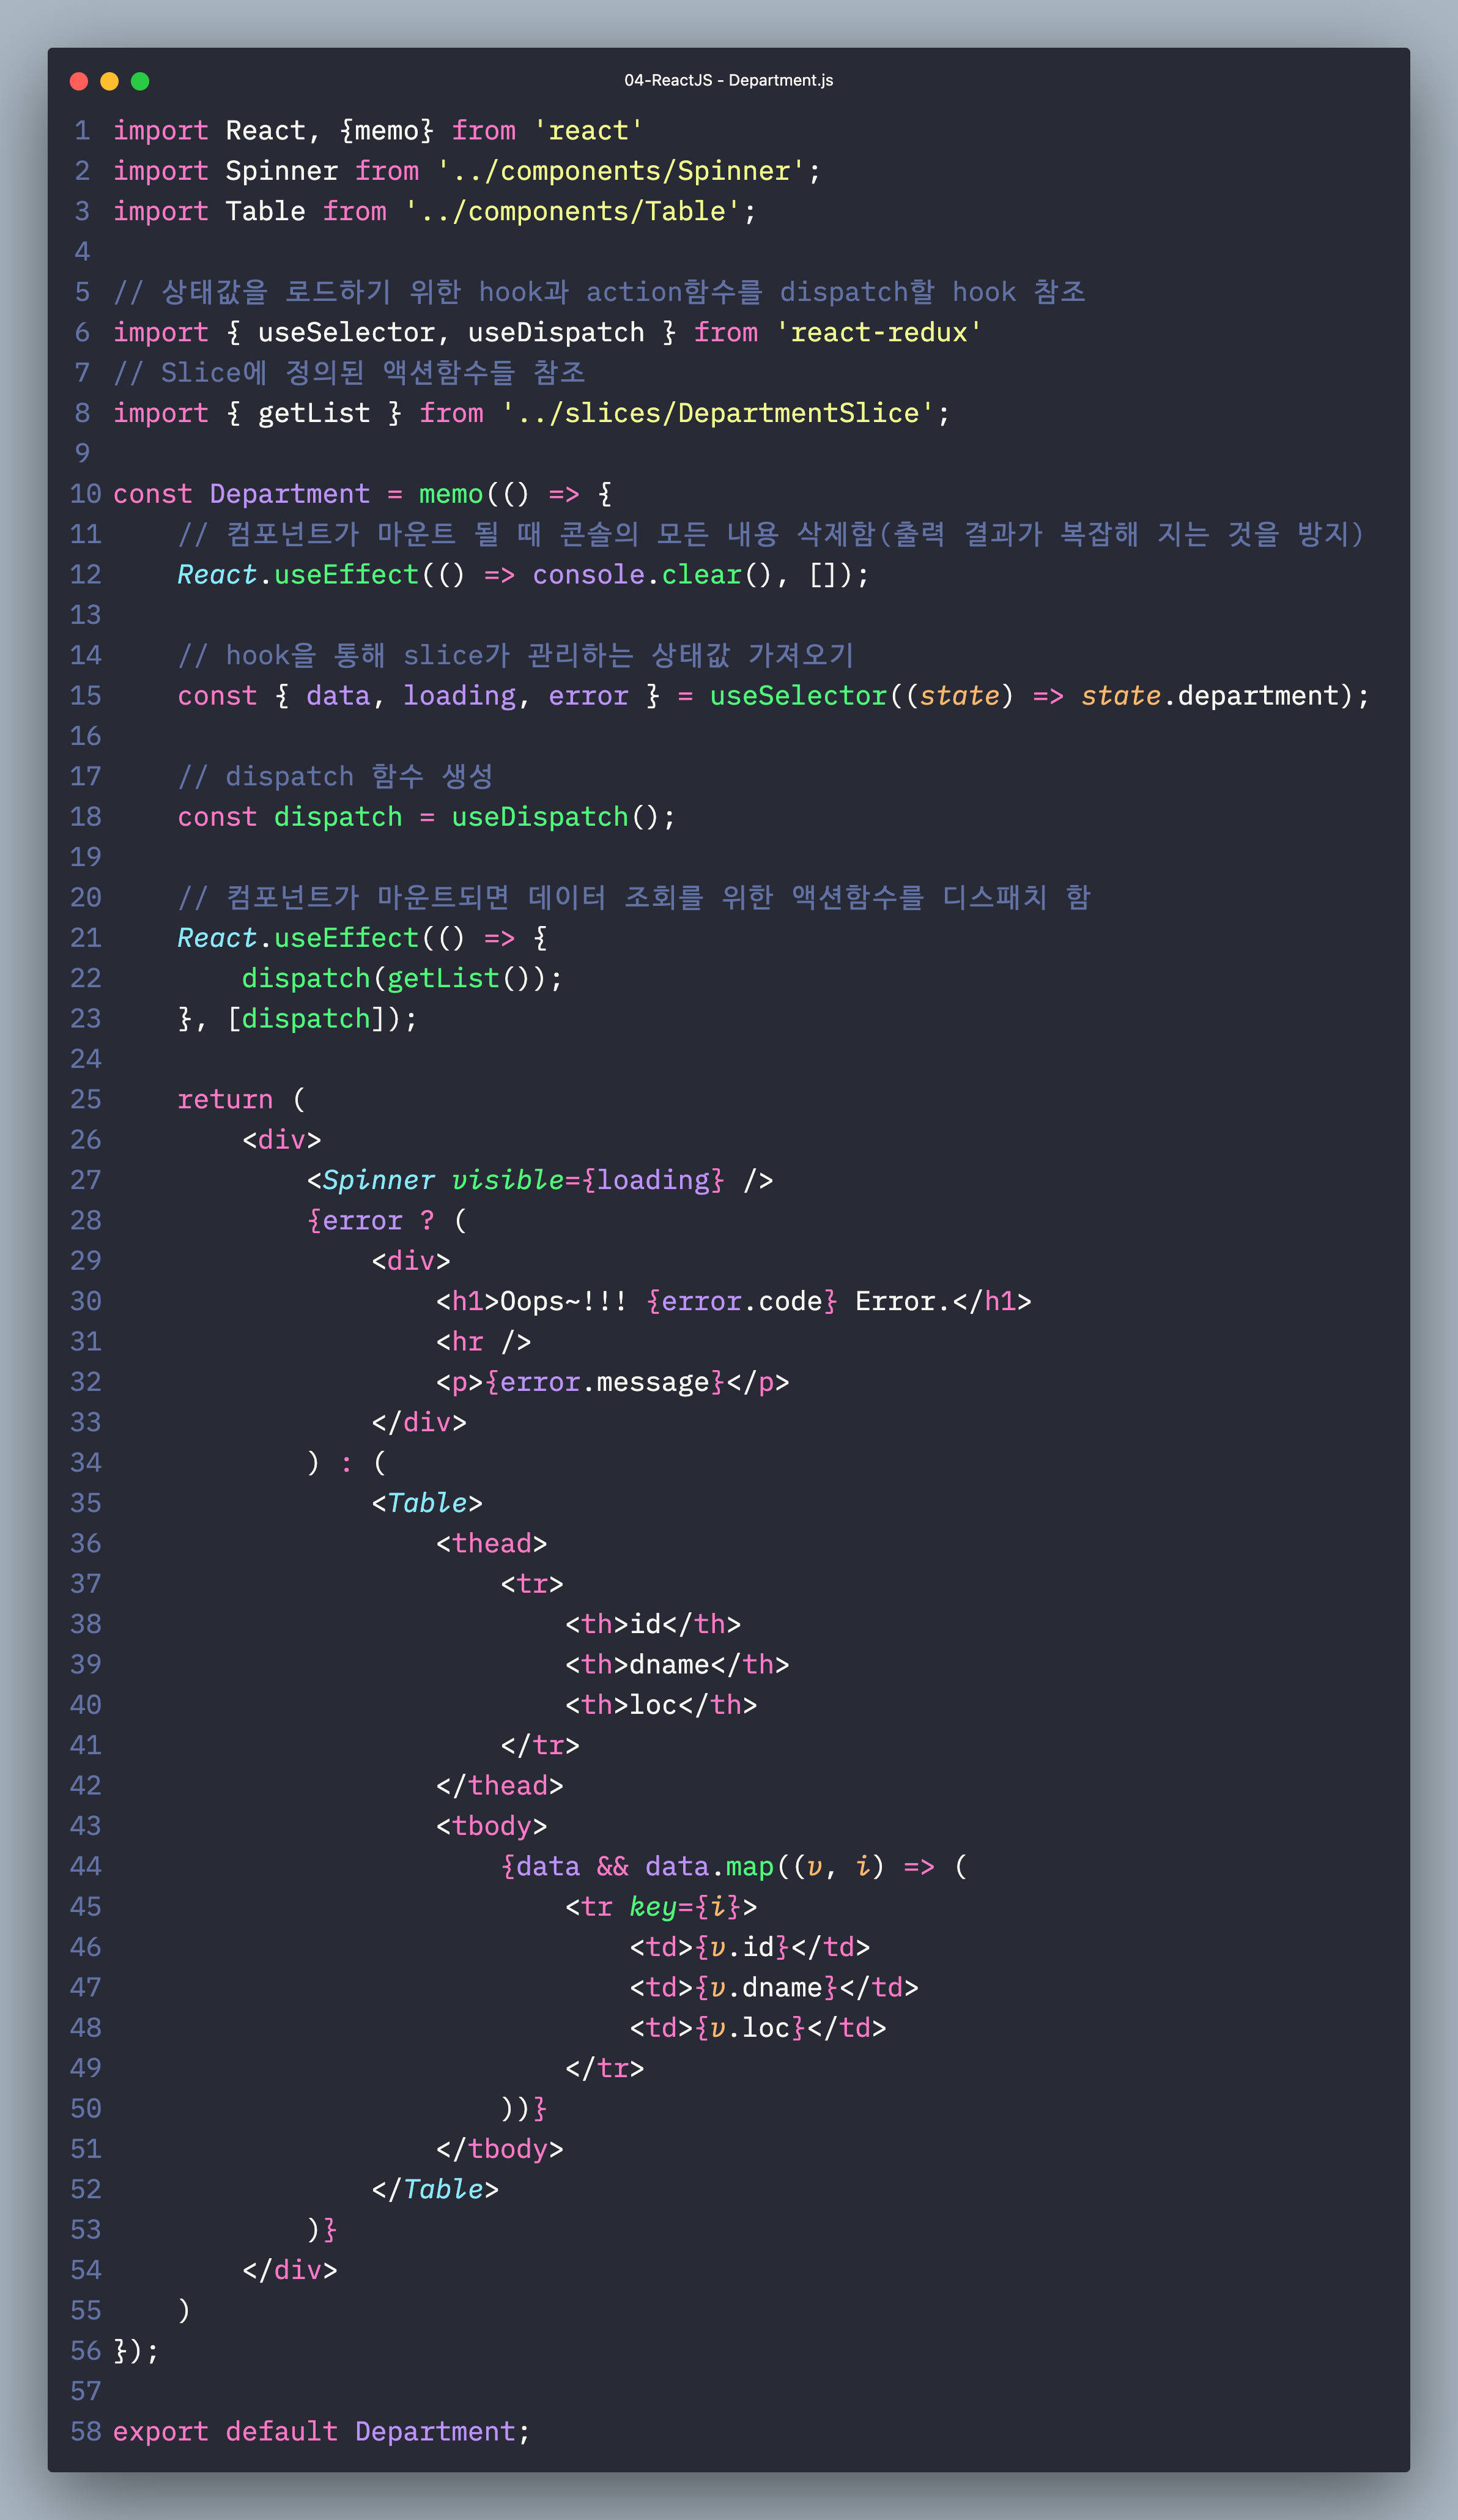 04-ReactJS - Department.js
1 import React, {memo} from 'react'
2 import Spinner from '../components/Spinner';
3 import Table from '../components/Table';
4
5 // 상태값을 로드하기 위한 hook과 action함수를 dispatch할 hook 참조
6 import { useSelector, useDispatch } from 'react-redux'
7 // Slice에 정의된 액션함수들 참조
8 import { getList } from '../slices/DepartmentSlice';
9
10 const Department = memo(() => {
11     // 컴포넌트가 마운트 될 때 콘솔의 모든 내용 삭제함(출력 결과가 복잡해 지는 것을 방지)
12     React.useEffect(() => console.clear(), []);
13
14     // hook을 통해 slice가 관리하는 상태값 가져오기
15     const { data, loading, error } = useSelector((state) => state.department);
16
17     // dispatch 함수 생성
18     const dispatch = useDispatch();
19
20     // 컴포넌트가 마운트되면 데이터 조회를 위한 액션함수를 디스패치 함
21     React.useEffect(() => {
22         dispatch(getList());
23     }, [dispatch]);
24
25     return (
26         <div>
27             <Spinner visible={loading} />
28             {error ? (
29                 <div>
30                     <h1>Oops~!!! {error.code} Error.</h1>
31                     <hr />
32                     <p>{error.message}</p>
33                 </div>
34             ) : (
35                 <Table>
36                     <thead>
37                         <tr>
38                             <th>id</th>
39                             <th>dname</th>
40                             <th>loc</th>
41                         </tr>
42                     </thead>
43                     <tbody>
44                         {data && data.map((v, i) => (
45                             <tr key={i}>
46                                 <td>{v.id}</td>
47                                 <td>{v.dname}</td>
48                                 <td>{v.loc}</td>
49                             </tr>
50                         ))}
51                     </tbody>
52                 </Table>
53             )}
54         </div>
55     )
56 });
57
58 export default Department;